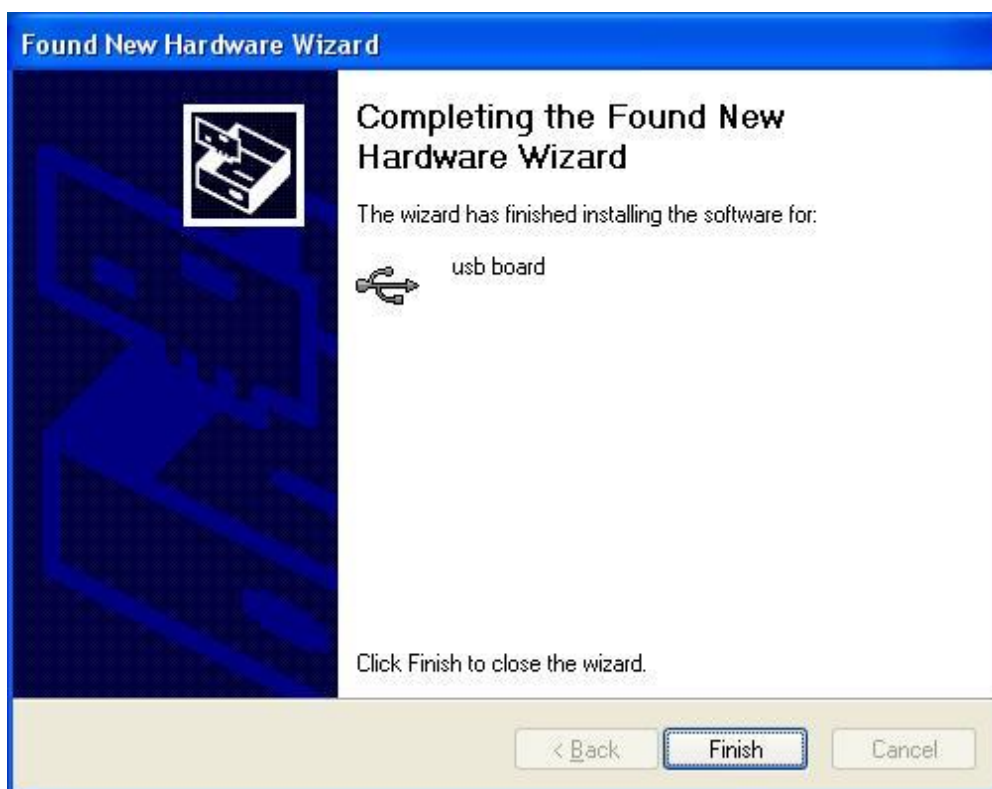 Found New Hardware Wizard
Completing the Found New
Hardware Wizard
The wizard has finished installing the software for:
usb board
Click Finish to close the wizard.
< Back
Finish
Cancel